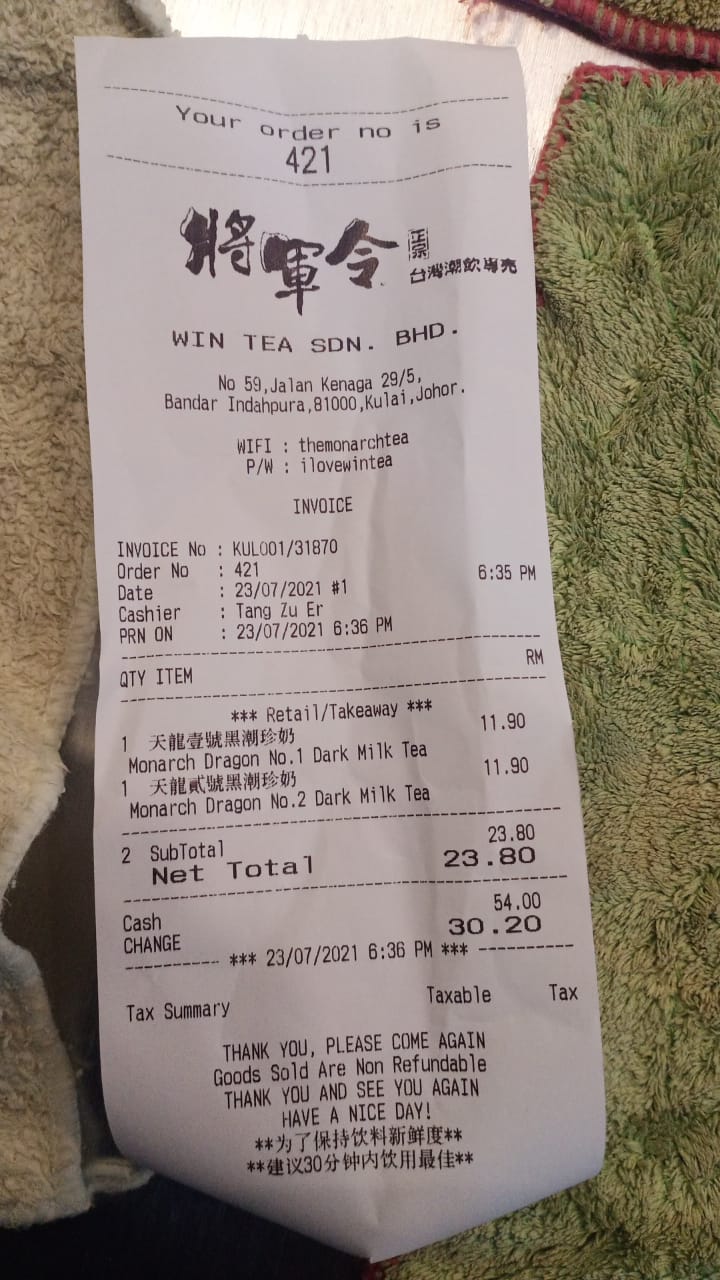 Your order no is
421
將軍令 正宗 台灣潮飲專売
WIN TEA SDN. BHD.
No 59,Jalan Kenaga 29/5,
Bandar Indahpura,81000,Kulai,Johor.
WIFI : themonarchtea
P/W : ilovewintea
INVOICE
INVOICE No : KUL001/31870
Order No : 421
Date : 23/07/2021 #1 6:35 PM
Cashier : Tang Zu Er
PRN ON : 23/07/2021 6:36 PM
QTY ITEM RM
*** Retail/Takeaway ***
1 天龍壹號黑潮珍奶 11.90
Monarch Dragon No.1 Dark Milk Tea
1 天龍貳號黑潮珍奶 11.90
Monarch Dragon No.2 Dark Milk Tea
2 SubTotal 23.80
Net Total 23.80
Cash 54.00
CHANGE 30.20
---------- *** 23/07/2021 6:36 PM *** ----------
Tax Summary Taxable Tax
THANK YOU, PLEASE COME AGAIN
Goods Sold Are Non Refundable
THANK YOU AND SEE YOU AGAIN
HAVE A NICE DAY!
**为了保持饮料新鲜度**
**建议30分钟内饮用最佳**